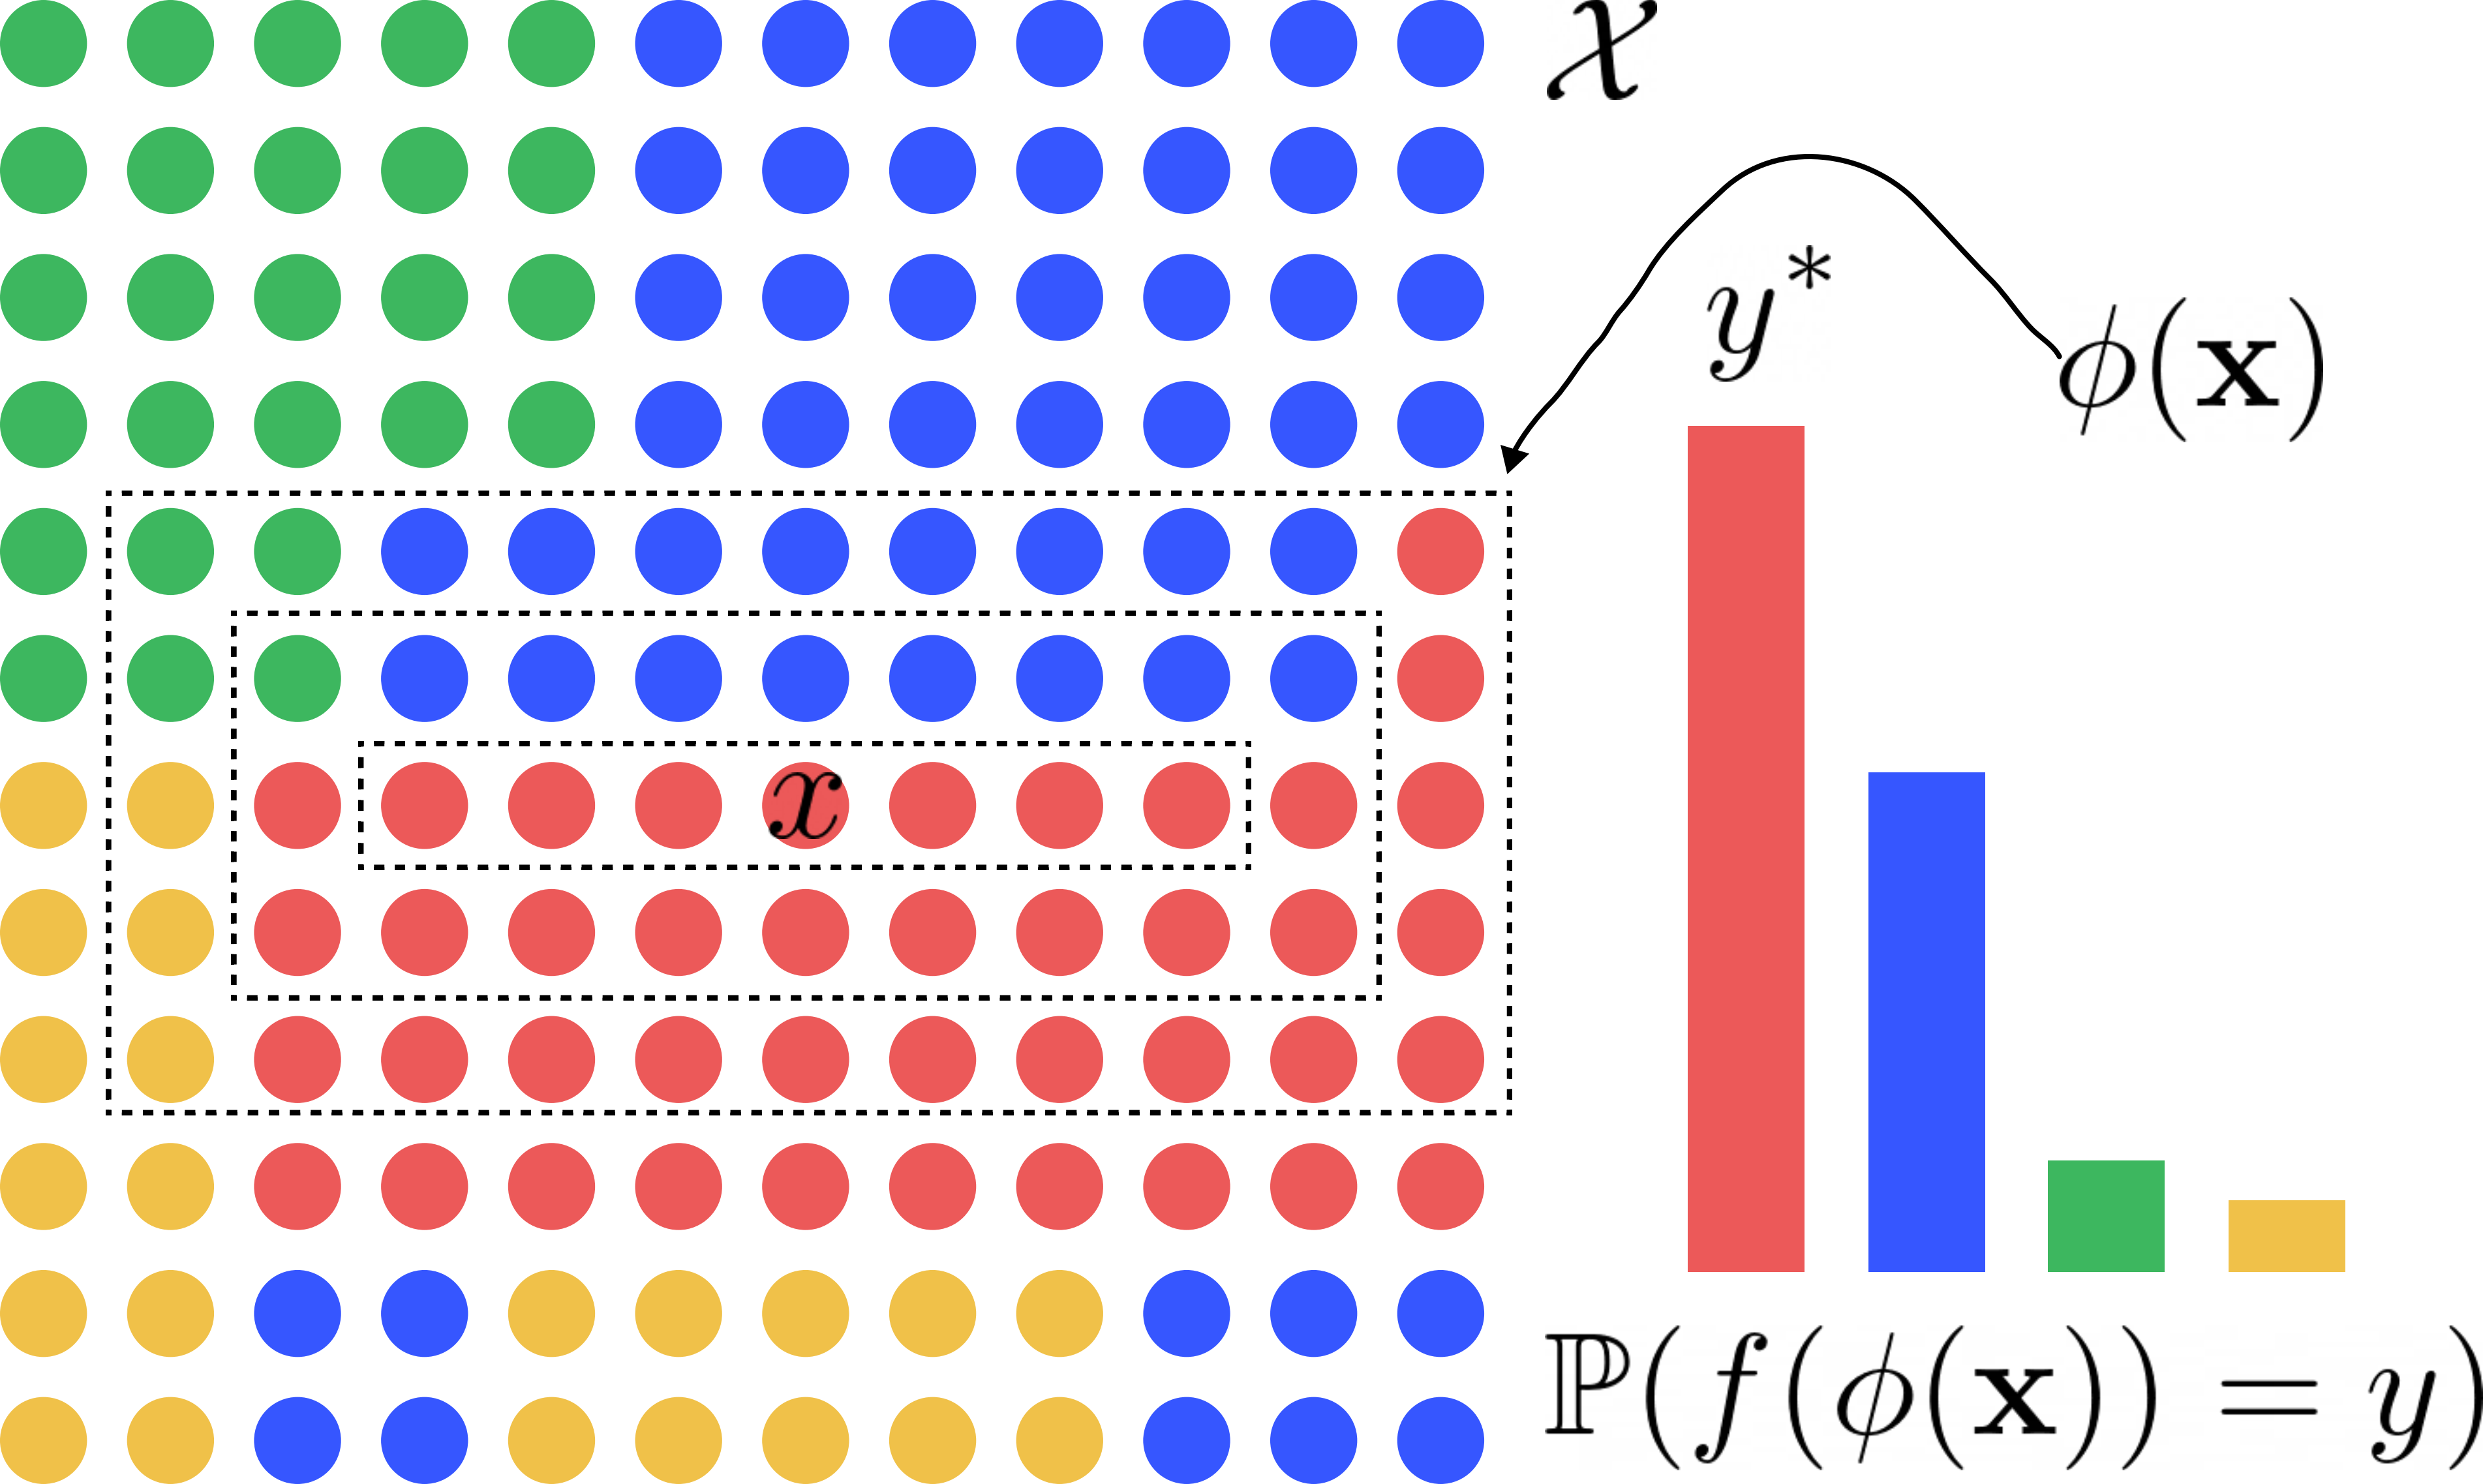 𝒳
y*
ϕ(𝐱)
x
ℙ(f(ϕ(𝐱)) = y)